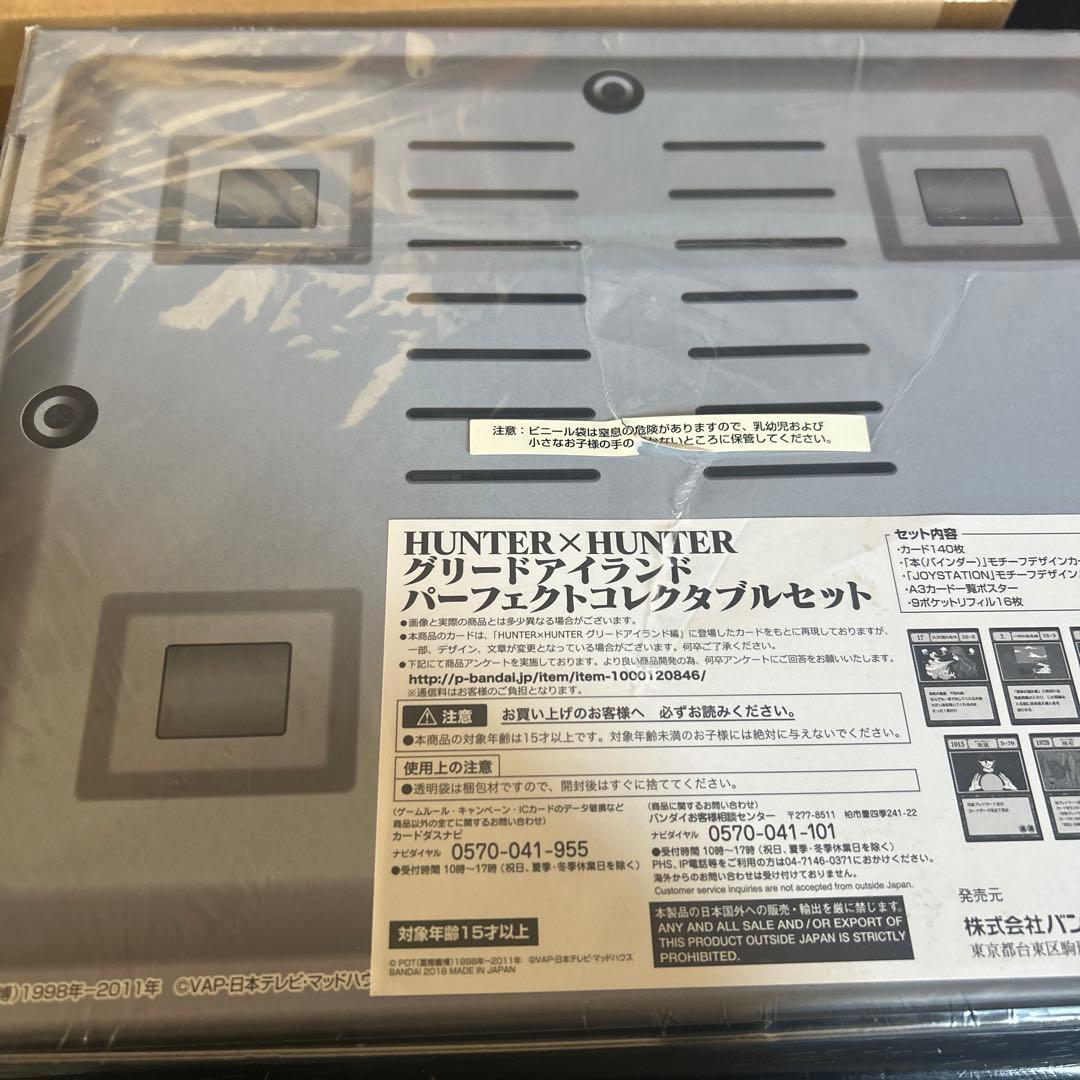 注意：ビニール袋は窒息の危険がありますので、乳幼児および
小さなお子様の手の かないところに保管してください。
HUNTER×HUNTER
グリードアイランド
パーフェクトコレクタブルセット
●画像と実際の商品とは多少異なる場合がございます。
●本商品のカードは、「HUNTER×HUNTER グリードアイランド編」に登場したカードをもとに再現しておりますが、
一部、デザイン、文章が変更となっている場合がございます。何卒ご了承ください。
●下記にて商品アンケートを実施しております。より良い商品開発の為、何卒アンケートにご回答をお願いいたします。
http://p-bandai.jp/item/item-1000120846/
※通信料はお客様のご負担となります。
注意 お買い上げのお客様へ 必ずお読みください。
●本商品の対象年齢は15才以上です。対象年齢未満のお子様には絶対に与えないでください。
使用上の注意
●透明袋は梱包材ですので、開封後はすぐに捨ててください。
(ゲームルール・キャンペーン・ICカードのデータ破損など
商品以外の全てに関するお問い合わせ)
カードダスナビ
ナビダイヤル 0570-041-955
●受付時間 10時～17時 (祝日、夏季・冬季休業日を除く)
(商品に関するお問い合わせ)
バンダイお客様相談センター 〒277-8511 柏市豊四季241-22
ナビダイヤル 0570-041-101
●受付時間 10時～17時 (祝日、夏季・冬季休業日を除く)
PHS、IP電話等をご利用の方は04-7146-0371におかけください。
海外からのお問い合わせは受け付けておりません。
Customer service inquiries are not accepted from outside Japan.
対象年齢15才以上
本製品の日本国外への販売・輸出を厳に禁じます。
ANY AND ALL SALE AND/OR EXPORT OF
THIS PRODUCT OUTSIDE JAPAN IS STRICTLY
PROHIBITED.
© POT(冨樫義博)1998年-2011年 ©VAP・日本テレビ・マッドハウス
BANDAI 2018 MADE IN JAPAN
セット内容
・カード140枚
・「本(バインダー)」モチーフデザインカ
・「JOYSTATION」モチーフデザイン
・A3カード一覧ポスター
・9ポケットリフィル16枚
17
2
1015
1028
発売元
株式会社バン
東京都台東区駒
博)1998年-2011年 ©VAP・日本テレビ・マッドハウ